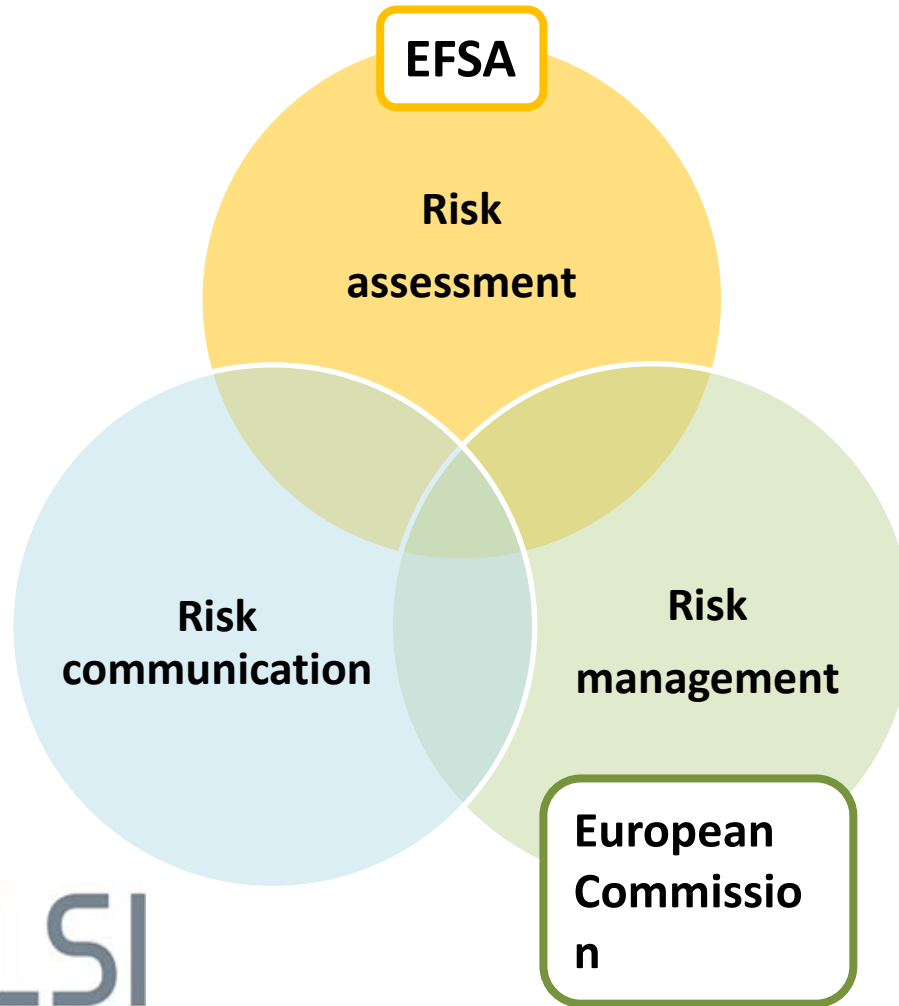 EFSA
Risk
assessment
Risk
communication
Risk
management
European
Commissio
n
LSI